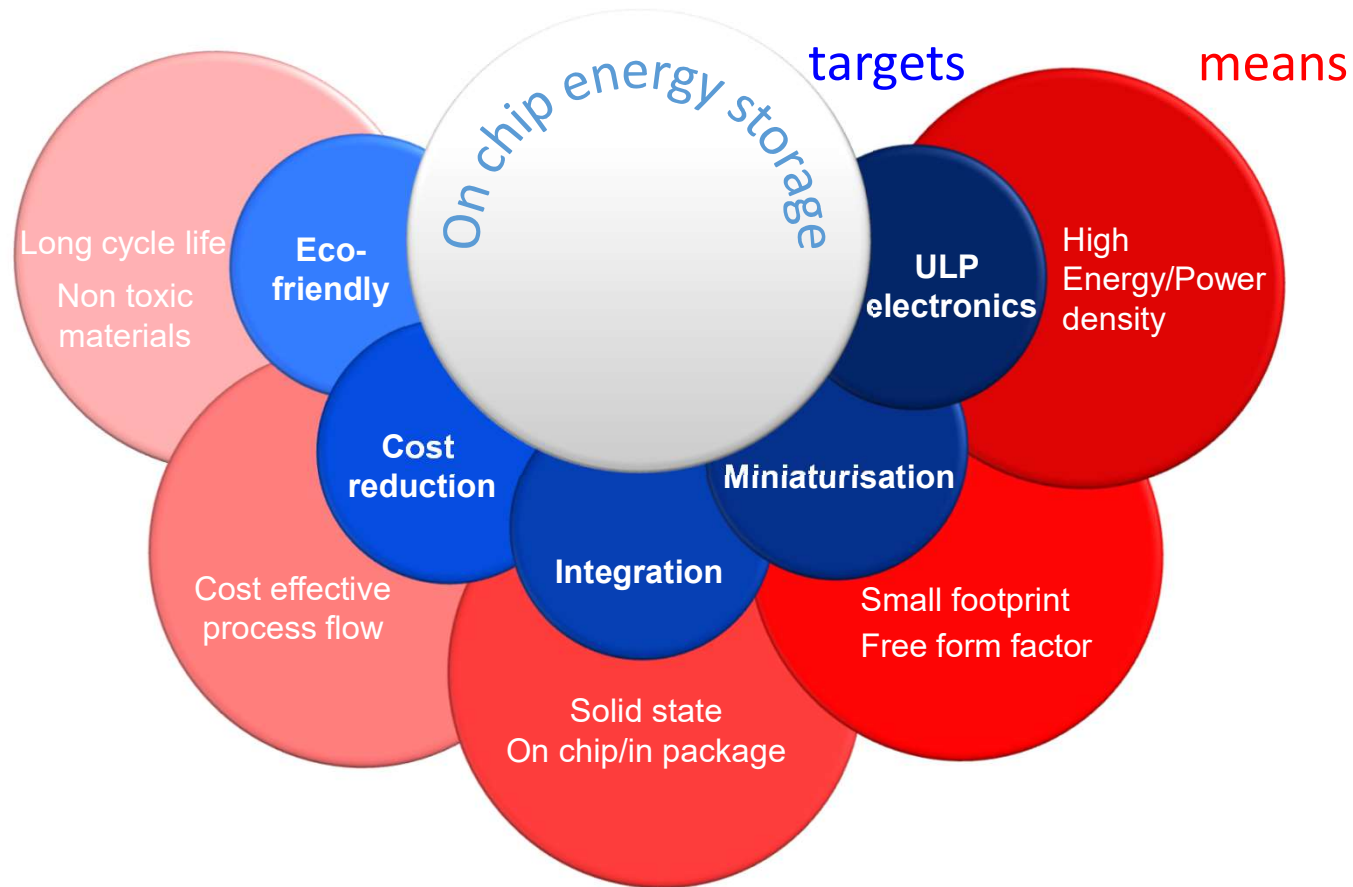 On chip energy storage
targets
means
Long cycle life
Non toxic
materials
Eco-
friendly
ULP
electronics
High
Energy/Power
density
Cost
reduction
Miniaturisation
Integration
Cost effective
process flow
Small footprint
Free form factor
Solid state
On chip/in package